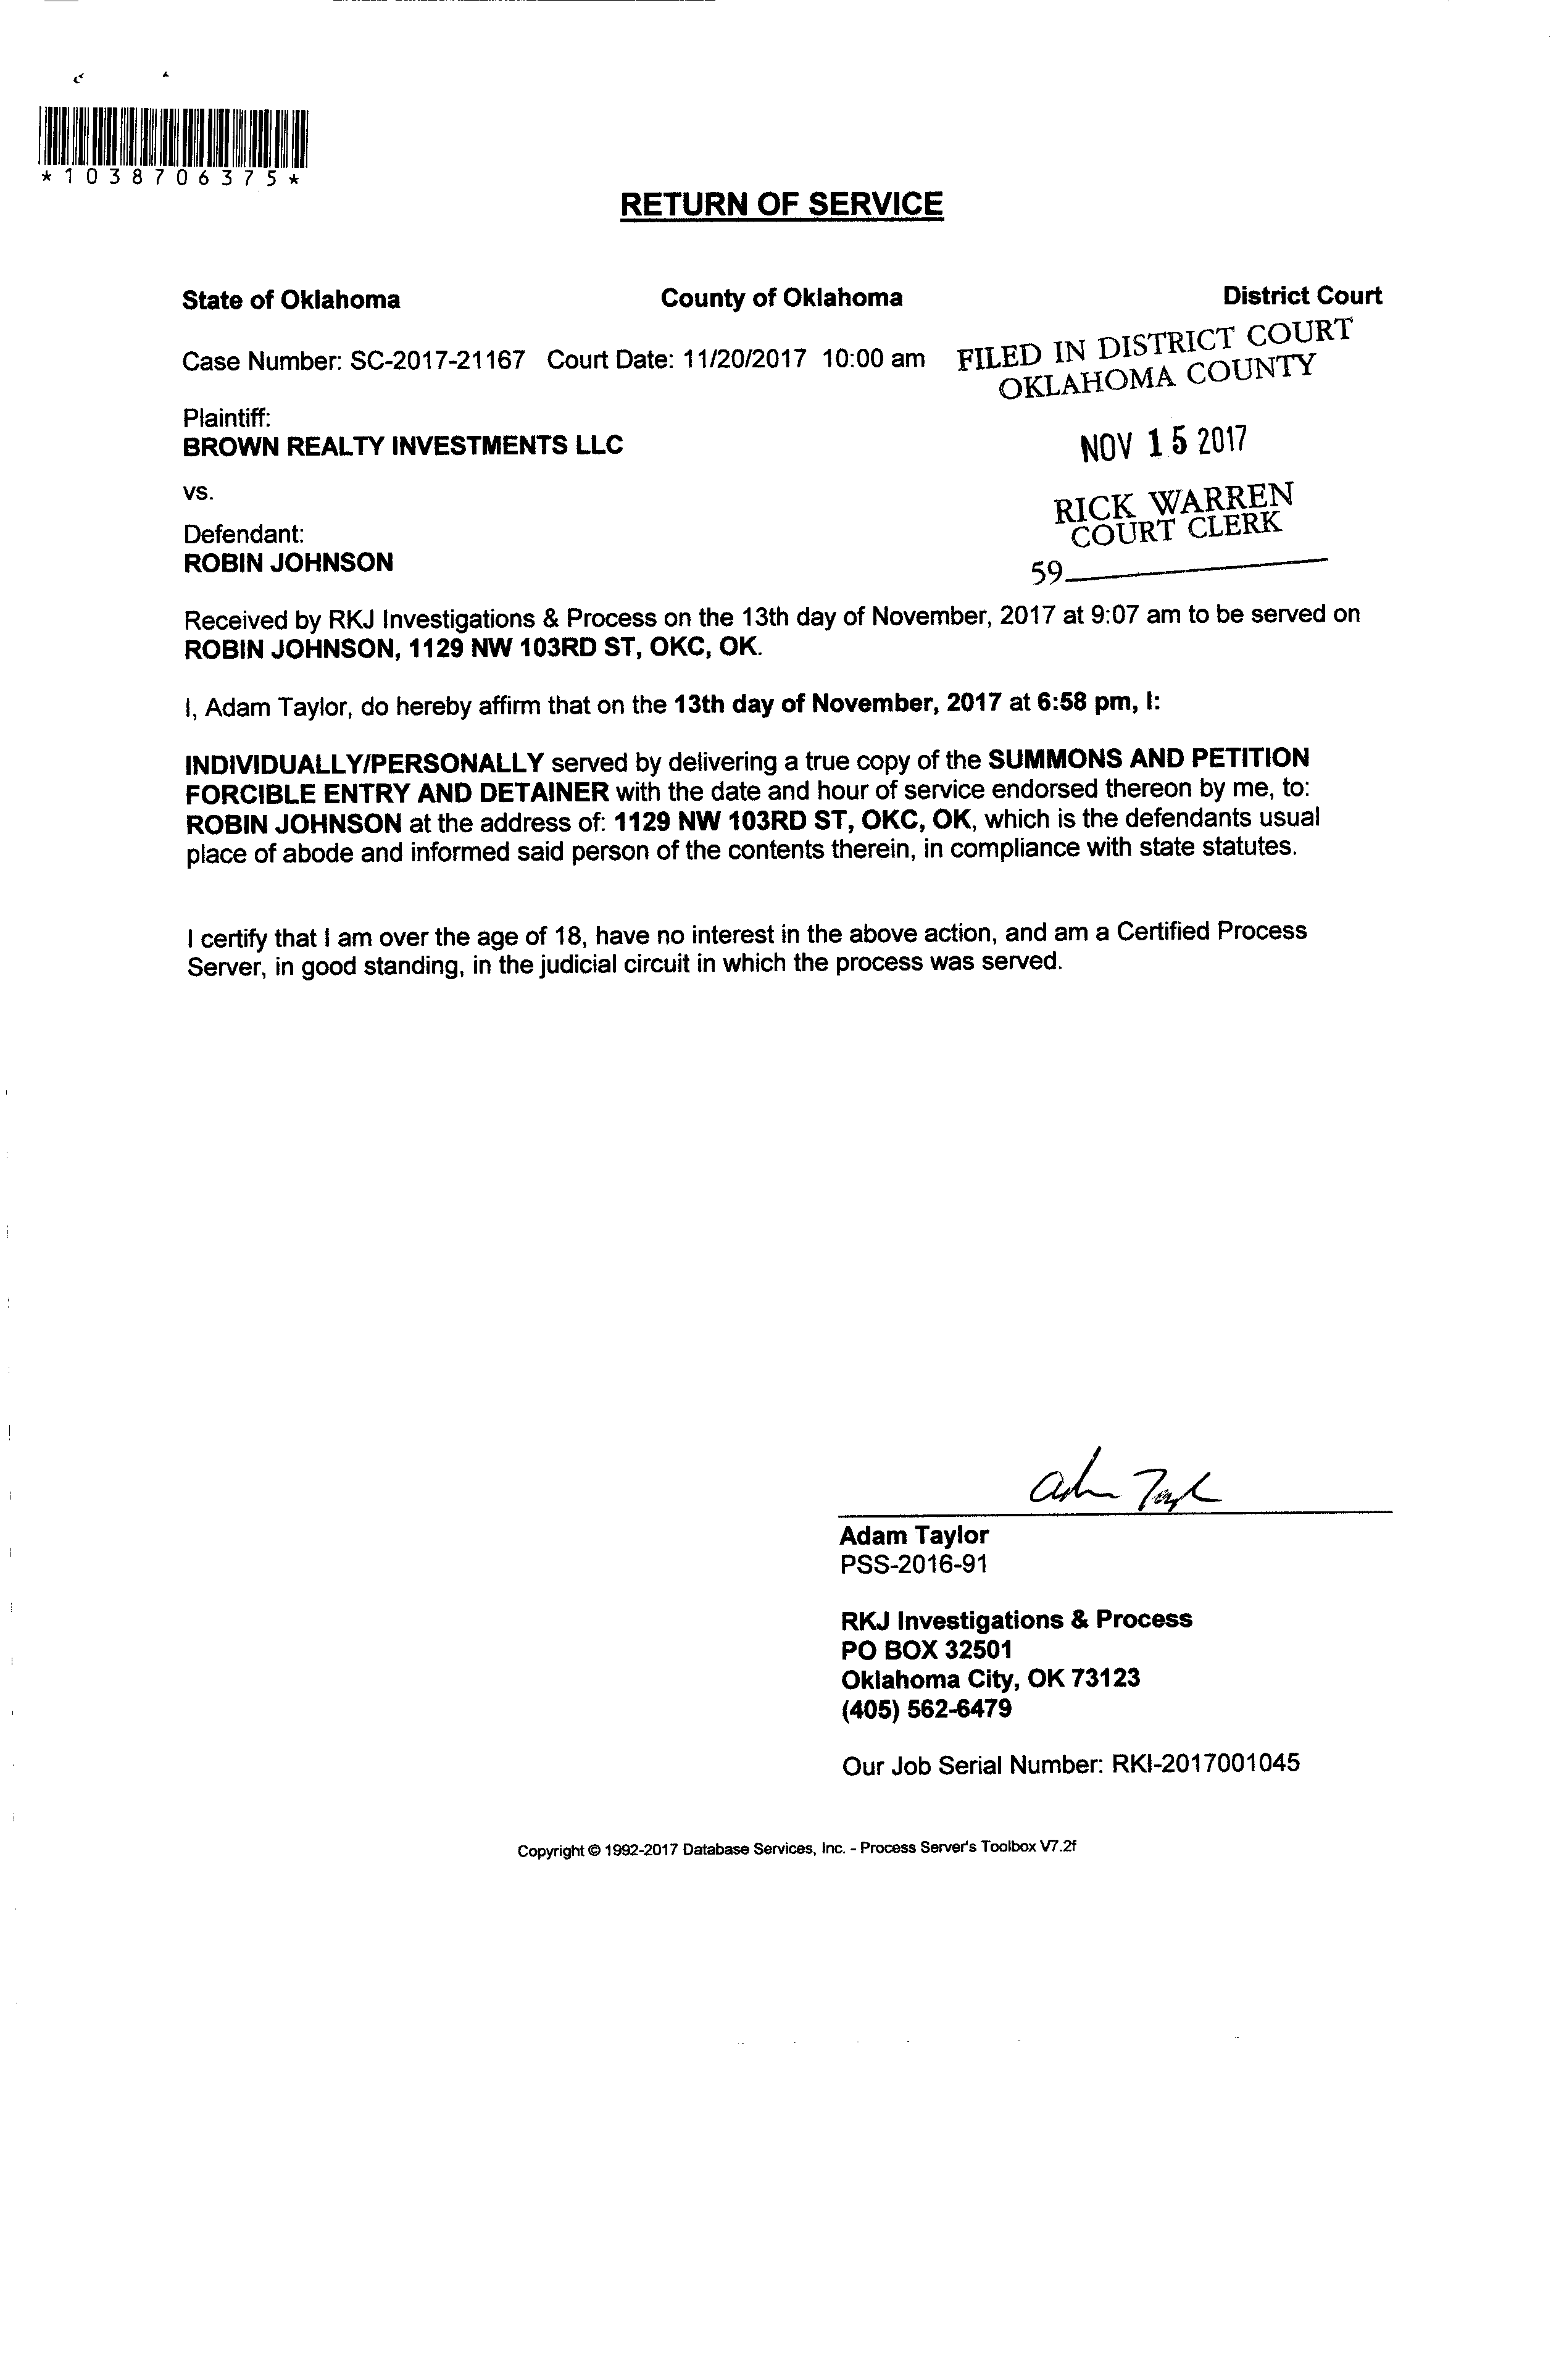 *1038706375*
RETURN OF SERVICE
State of Oklahoma County of Oklahoma District Court
Case Number: SC-2017-21167 Court Date: 11/20/2017 10:00 am
FILED IN DISTRICT COURT
OKLAHOMA COUNTY
Plaintiff:
BROWN REALTY INVESTMENTS LLC
NOV 15 2017
vs.
RICK WARREN
COURT CLERK
Defendant:
ROBIN JOHNSON
59
Received by RKJ Investigations & Process on the 13th day of November, 2017 at 9:07 am to be served on
ROBIN JOHNSON, 1129 NW 103RD ST, OKC, OK.
I, Adam Taylor, do hereby affirm that on the 13th day of November, 2017 at 6:58 pm, I:
INDIVIDUALLY/PERSONALLY served by delivering a true copy of the SUMMONS AND PETITION
FORCIBLE ENTRY AND DETAINER with the date and hour of service endorsed thereon by me, to:
ROBIN JOHNSON at the address of: 1129 NW 103RD ST, OKC, OK, which is the defendants usual
place of abode and informed said person of the contents therein, in compliance with state statutes.
I certify that I am over the age of 18, have no interest in the above action, and am a Certified Process
Server, in good standing, in the judicial circuit in which the process was served.
Adam Taylor
PSS-2016-91
RKJ Investigations & Process
PO BOX 32501
Oklahoma City, OK 73123
(405) 562-6479
Our Job Serial Number: RKI-2017001045
Copyright © 1992-2017 Database Services, Inc. - Process Server's Toolbox V7.2f